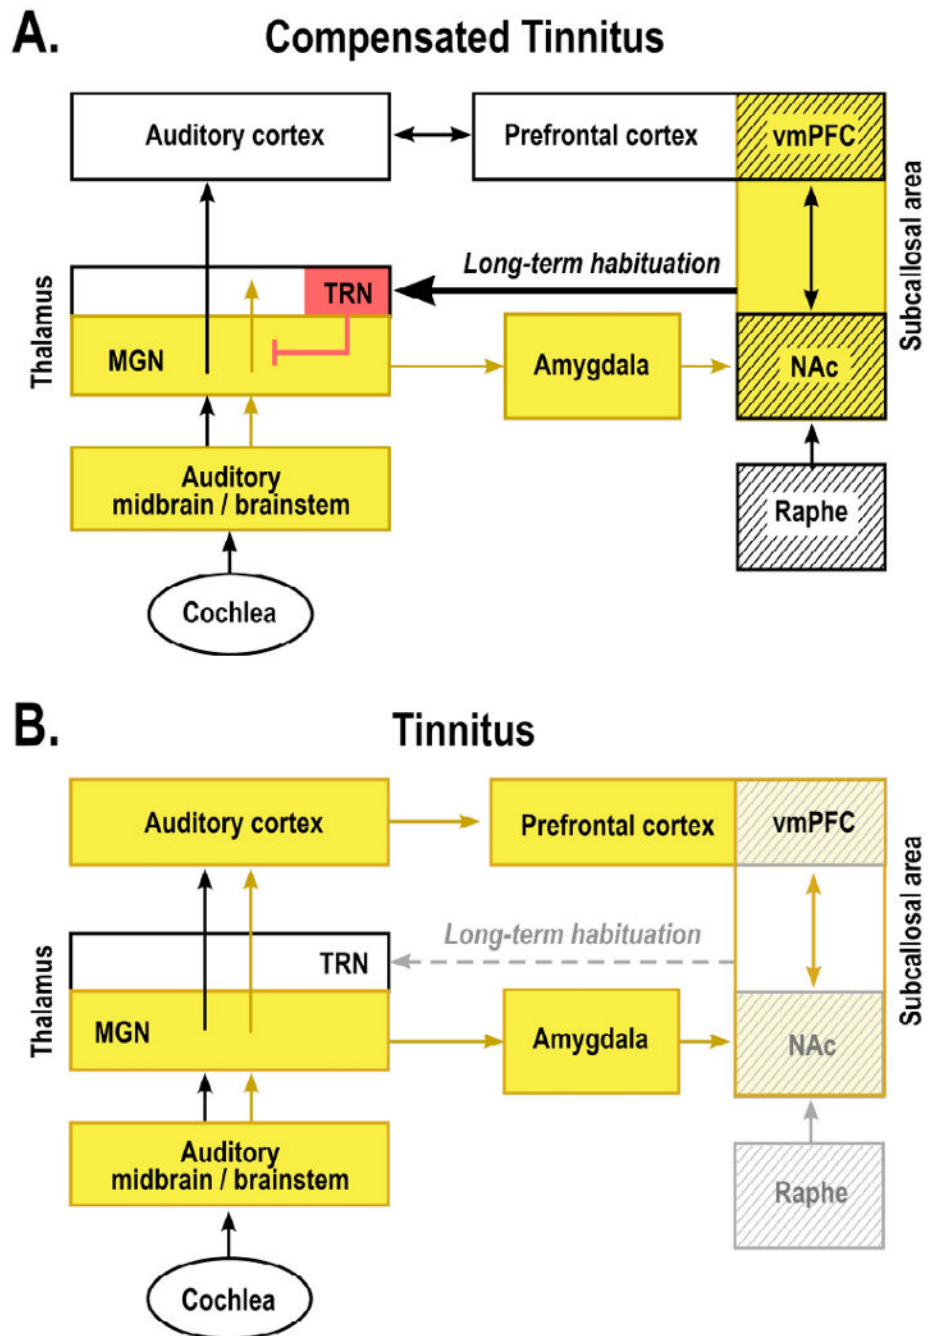 A.
Compensated Tinnitus
Auditory cortex
Prefrontal cortex
vmPFC
Subcallosal area
Long-term habituation
Thalamus
TRN
MGN
Amygdala
NAc
Auditory
midbrain / brainstem
Raphe
Cochlea
B.
Tinnitus
Auditory cortex
Prefrontal cortex
vmPFC
Subcallosal area
Long-term habituation
Thalamus
TRN
MGN
Amygdala
NAc
Auditory
midbrain / brainstem
Raphe
Cochlea